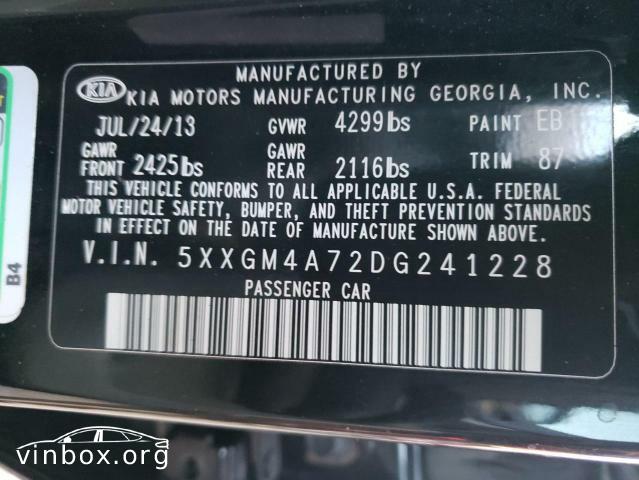 MANUFACTURED BY
KIA KIA MOTORS MANUFACTURING GEORGIA, INC.
JUL/24/13 GVWR 4299lbs PAINT EB
GAWR FRONT 2425lbs GAWR REAR 2116lbs TRIM 87
THIS VEHICLE CONFORMS TO ALL APPLICABLE U.S.A. FEDERAL
MOTOR VEHICLE SAFETY, BUMPER, AND THEFT PREVENTION STANDARDS
IN EFFECT ON THE DATE OF MANUFACTURE SHOWN ABOVE.
V.I.N. 5XXGM4A72DG241228
PASSENGER CAR
B4
vinbox.org